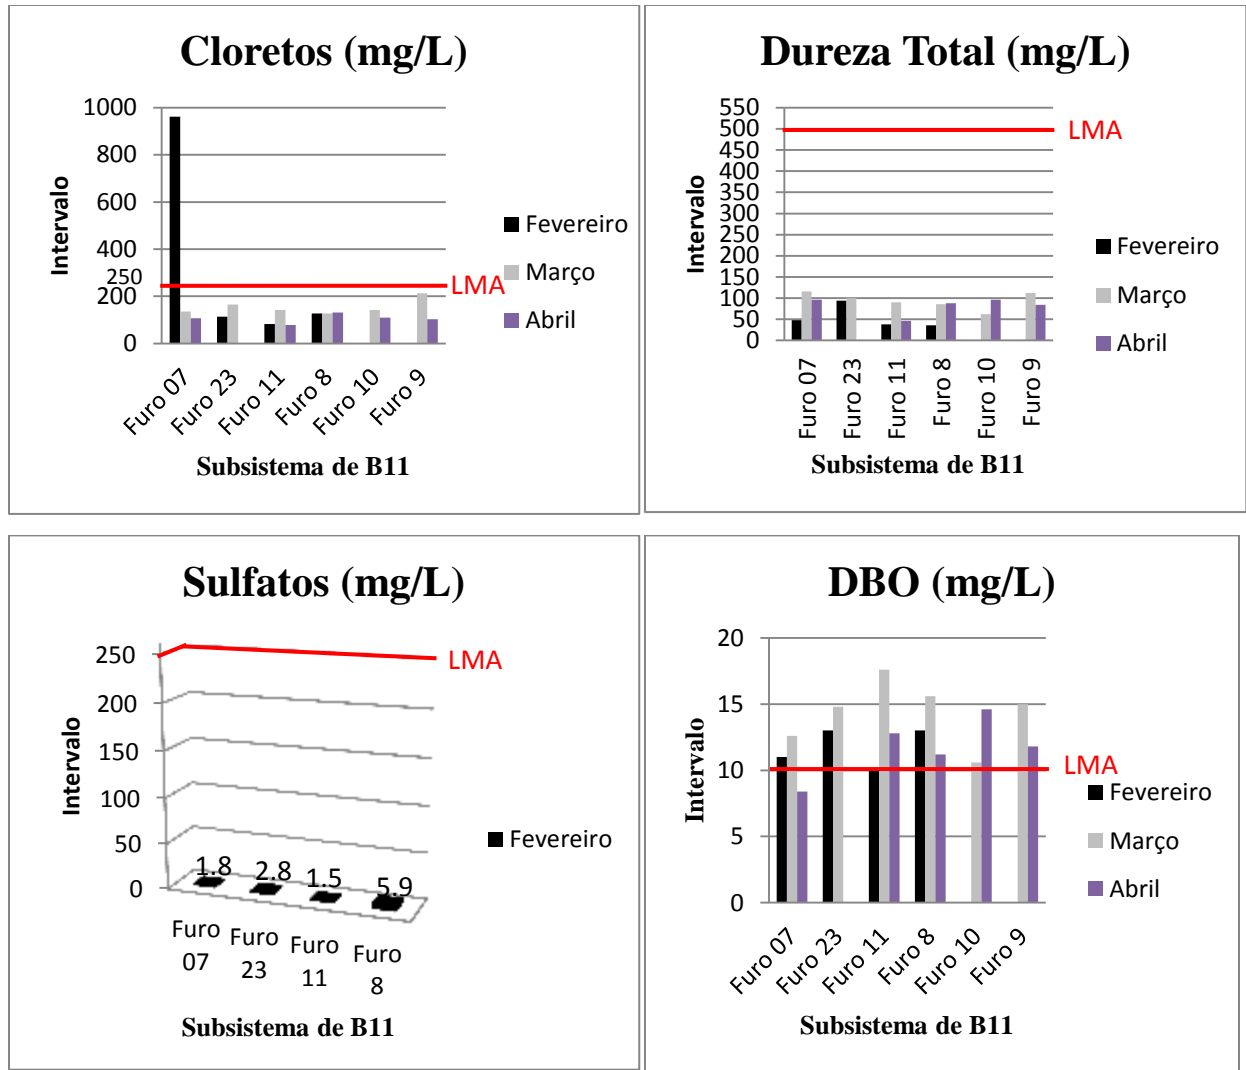 Cloretos (mg/L)
1000
800
600
400
250
200
0
Intervalo
LMA
Fevereiro
Março
Abril
Furo 07
Furo 23
Furo 11
Furo 8
Furo 10
Furo 9
Subsistema de B11
Dureza Total (mg/L)
550
500
450
400
350
300
250
200
150
100
50
0
Intervalo
LMA
Fevereiro
Março
Abril
Furo 07
Furo 23
Furo 11
Furo 8
Furo 10
Furo 9
Subsistema de B11
Sulfatos (mg/L)
250
200
150
100
50
0
Intervalo
LMA
1.8
2.8
1.5
5.9
Fevereiro
Furo
07
Furo
23
Furo
11
Furo
8
Subsistema de B11
DBO (mg/L)
20
15
10
5
0
Intervalo
LMA
Fevereiro
Março
Abril
Furo 07
Furo 23
Furo 11
Furo 8
Furo 10
Furo 9
Subsistema de B11